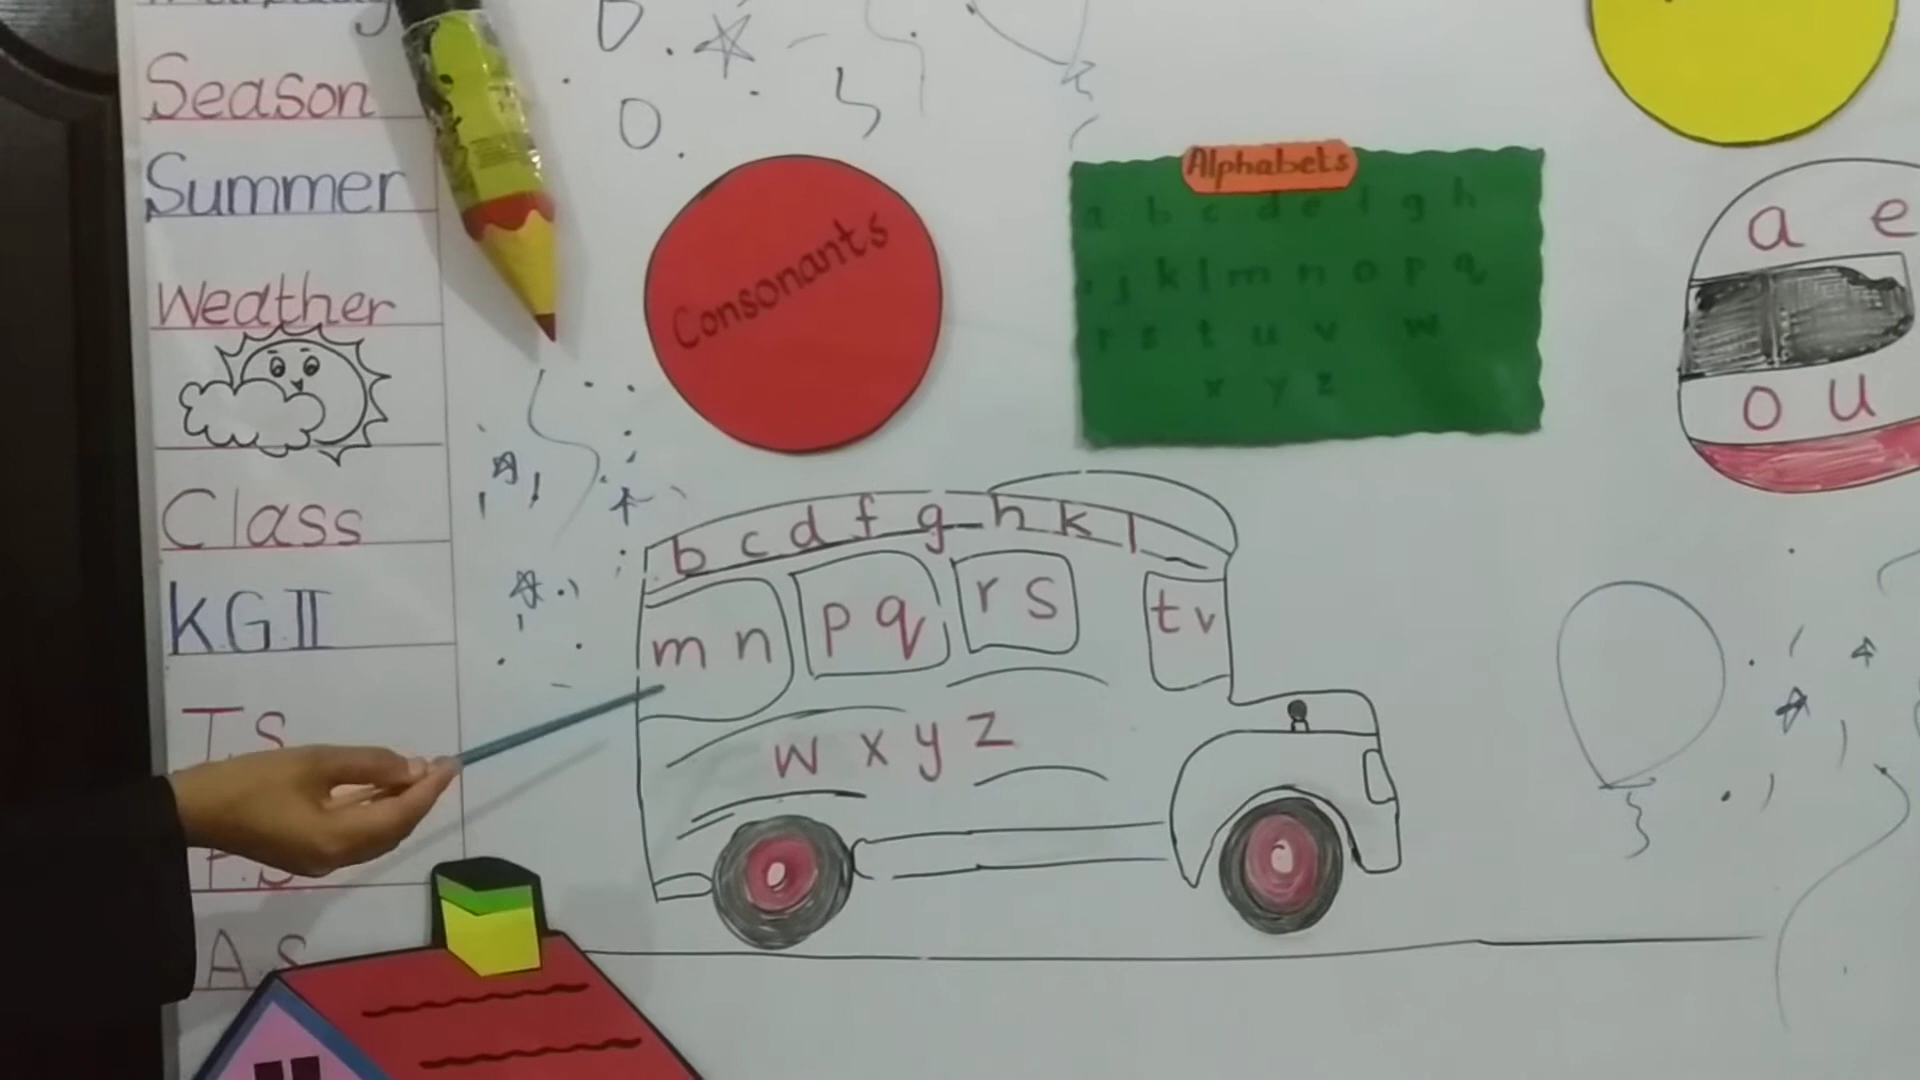 Season
Summer
Weather
Class
KG II
T.S
P.S
A.S
Consonants
Alphabets
a b c d e f g h
i j k l m n o p q
r s t u v w
x y z
a e
o u
b c d f g h k l
m n p q r s t v
w x y z